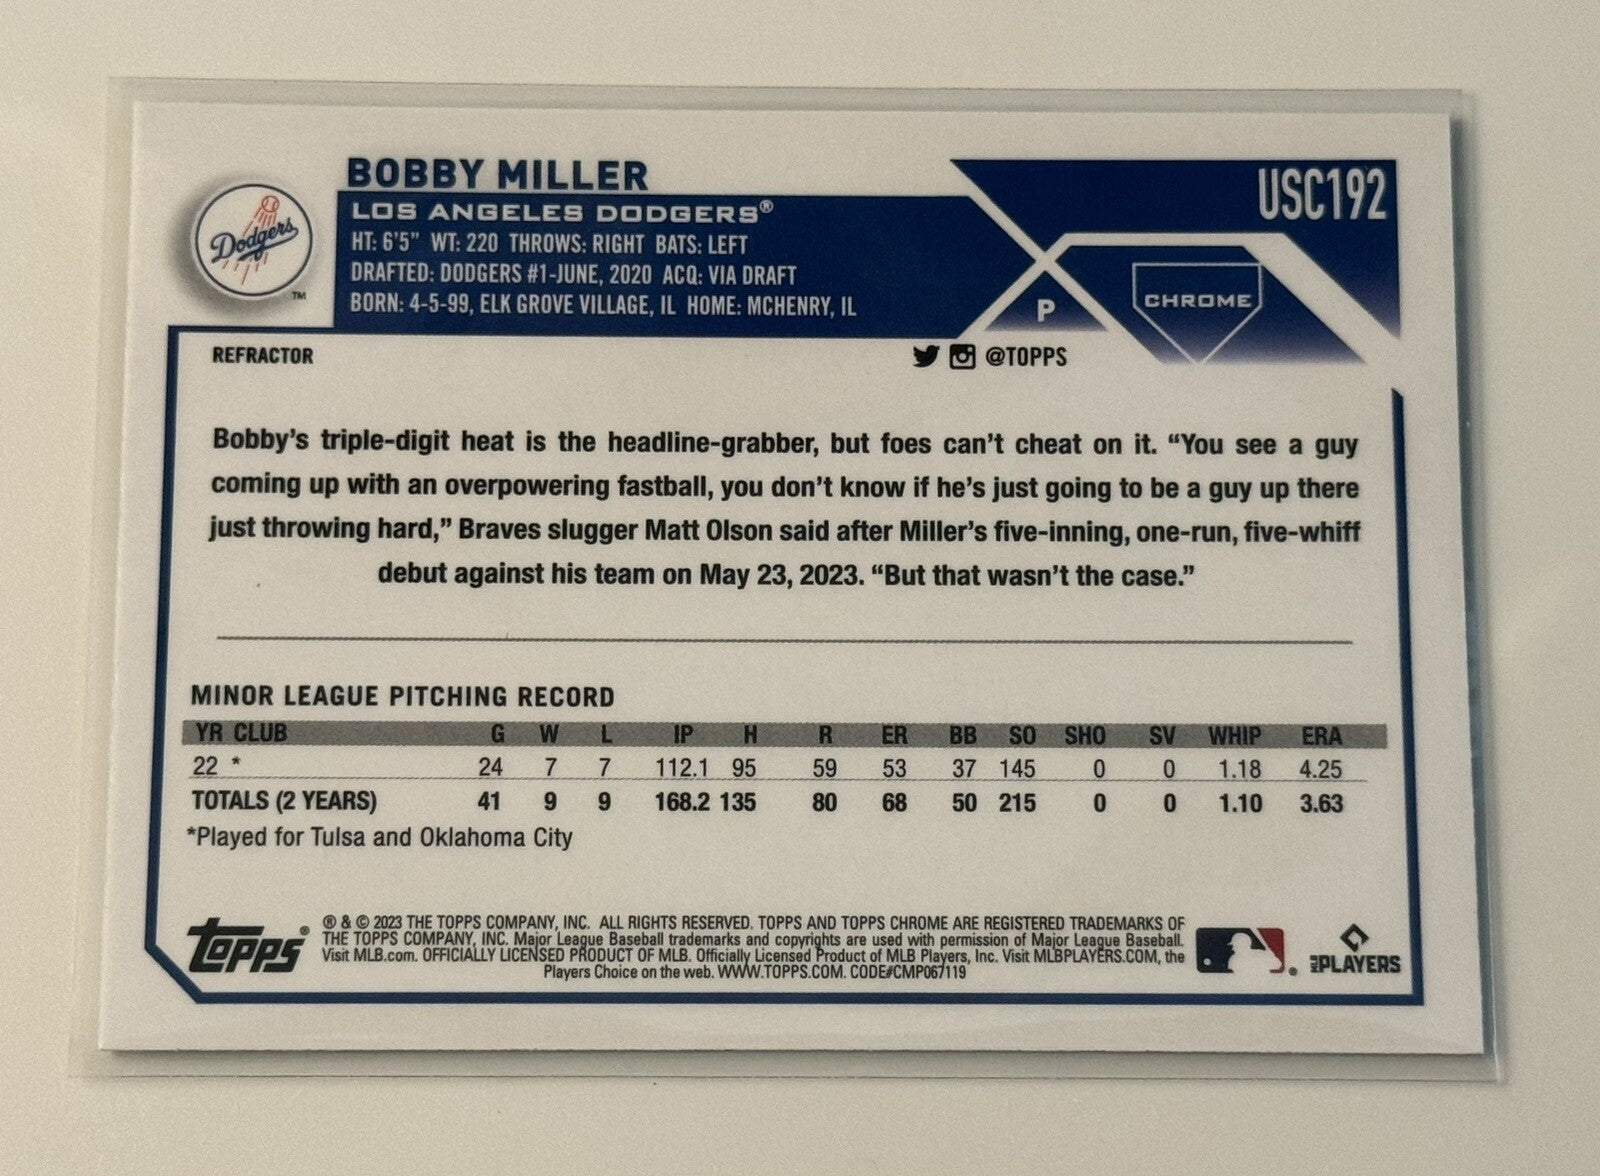 BOBBY MILLER
USC192
Dodgers
TM
LOS ANGELES DODGERS®
HT: 6'5" WT: 220 THROWS: RIGHT BATS: LEFT
DRAFTED: DODGERS #1-JUNE, 2020 ACQ: VIA DRAFT
BORN: 4-5-99, ELK GROVE VILLAGE, IL HOME: MCHENRY, IL
P
CHROME
REFRACTOR
@TOPPS
Bobby's triple-digit heat is the headline-grabber, but foes can't cheat on it. “You see a guy
coming up with an overpowering fastball, you don't know if he's just going to be a guy up there
just throwing hard,” Braves slugger Matt Olson said after Miller's five-inning, one-run, five-whiff
debut against his team on May 23, 2023. “But that wasn't the case.”
MINOR LEAGUE PITCHING RECORD
YR CLUB G W L IP H R ER BB SO SHO SV WHIP ERA
22 * 24 7 7 112.1 95 59 53 37 145 0 0 1.18 4.25
TOTALS (2 YEARS) 41 9 9 168.2 135 80 68 50 215 0 0 1.10 3.63
*Played for Tulsa and Oklahoma City
topps®
® & © 2023 THE TOPPS COMPANY, INC. ALL RIGHTS RESERVED. TOPPS AND TOPPS CHROME ARE REGISTERED TRADEMARKS OF
THE TOPPS COMPANY, INC. Major League Baseball trademarks and copyrights are used with permission of Major League Baseball.
Visit MLB.com. OFFICIALLY LICENSED PRODUCT OF MLB. Officially Licensed Product of MLB Players, Inc. Visit MLBPLAYERS.COM, the
Players Choice on the web. WWW.TOPPS.COM. CODE#CMP067119
®
MLB PLAYERS